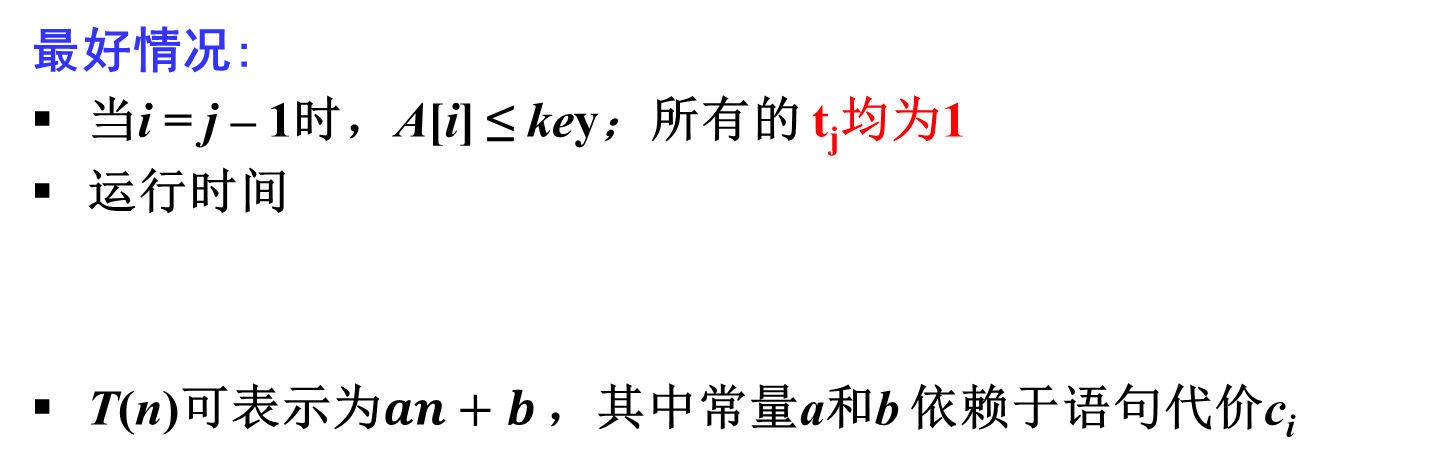 最好情况:
▪ 当i = j – 1时，A[i] ≤ key；所有的 tj均为1
▪ 运行时间
▪ T(n)可表示为an + b，其中常量a和b 依赖于语句代价ci